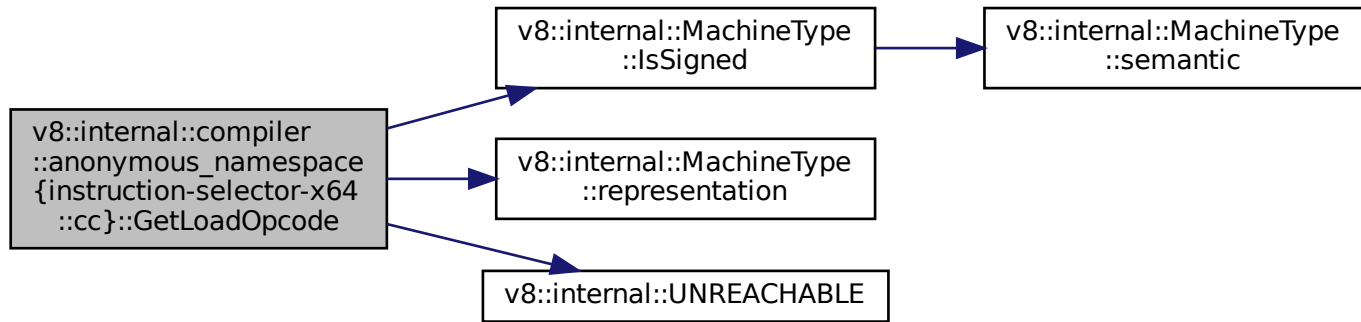 v8::internal::MachineType
::IsSigned
v8::internal::MachineType
::semantic
v8::internal::compiler
::anonymous_namespace
{instruction-selector-x64
::cc}::GetLoadOpcode
v8::internal::MachineType
::representation
v8::internal::UNREACHABLE